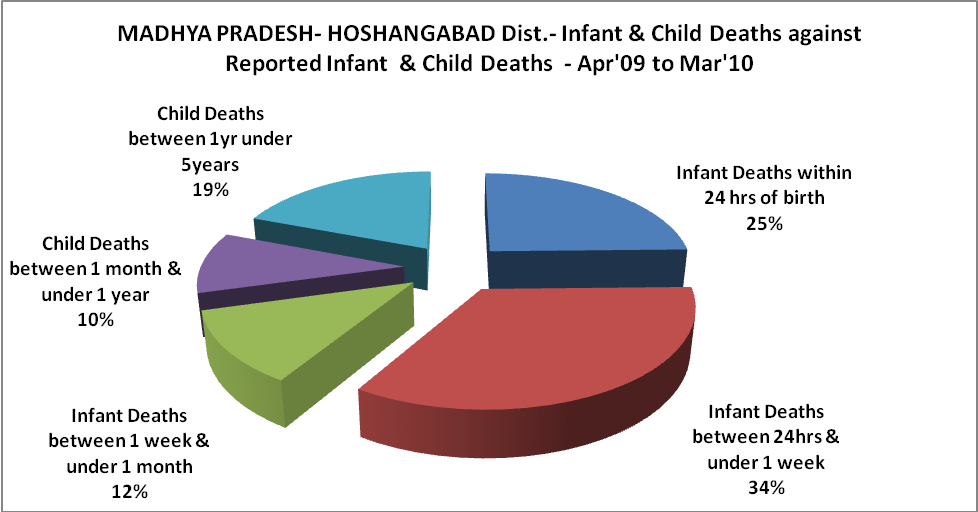 MADHYA PRADESH- HOSHANGABAD Dist.- Infant & Child Deaths against
Reported Infant & Child Deaths - Apr'09 to Mar'10
Child Deaths
between 1yr under
5years
19%
Infant Deaths within
24 hrs of birth
25%
Child Deaths
between 1 month &
under 1 year
10%
Infant Deaths
between 1 week &
under 1 month
12%
Infant Deaths
between 24hrs &
under 1 week
34%